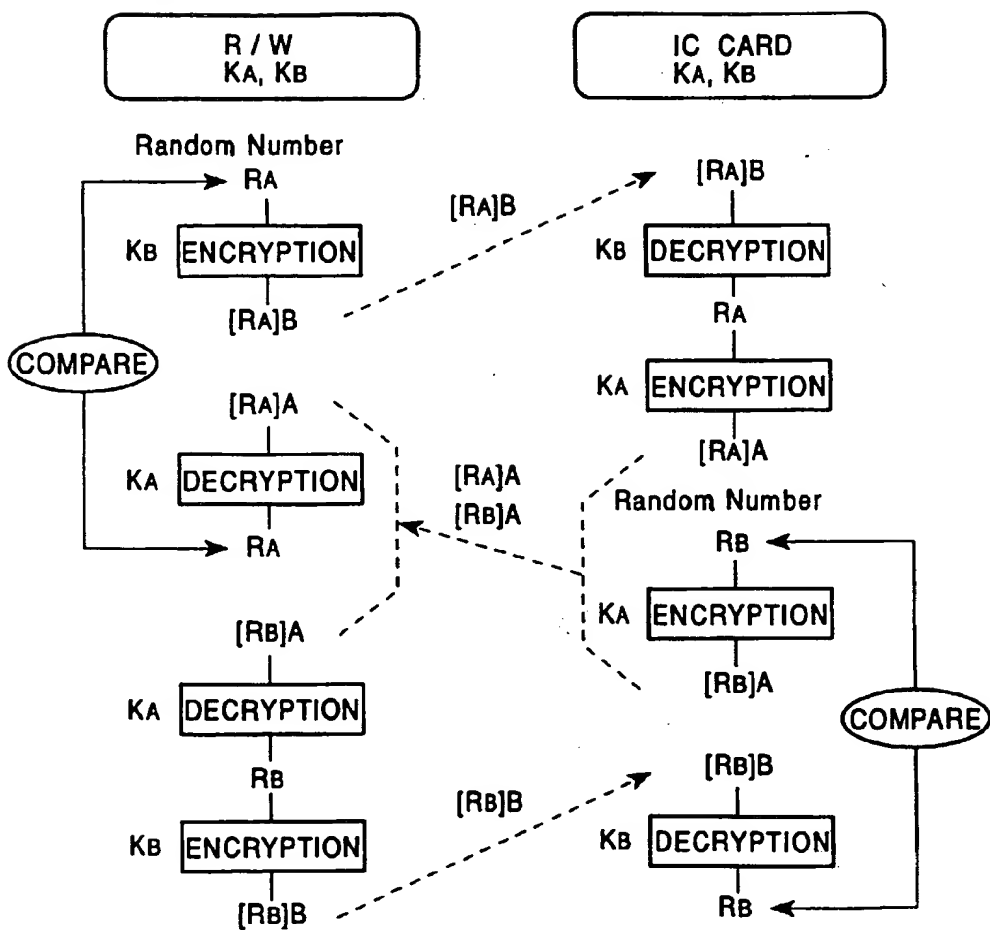 R / W
KA, KB
Random Number
RA
KB
ENCRYPTION
[RA]B
COMPARE
[RA]A
KA
DECRYPTION
RA
[RB]A
KA
DECRYPTION
RB
KB
ENCRYPTION
[RB]B
[RA]B
[RA]A
[RB]A
[RB]B
IC CARD
KA, KB
[RA]B
KB
DECRYPTION
RA
KA
ENCRYPTION
[RA]A
Random Number
RB
KA
ENCRYPTION
[RB]A
COMPARE
[RB]B
KB
DECRYPTION
RB